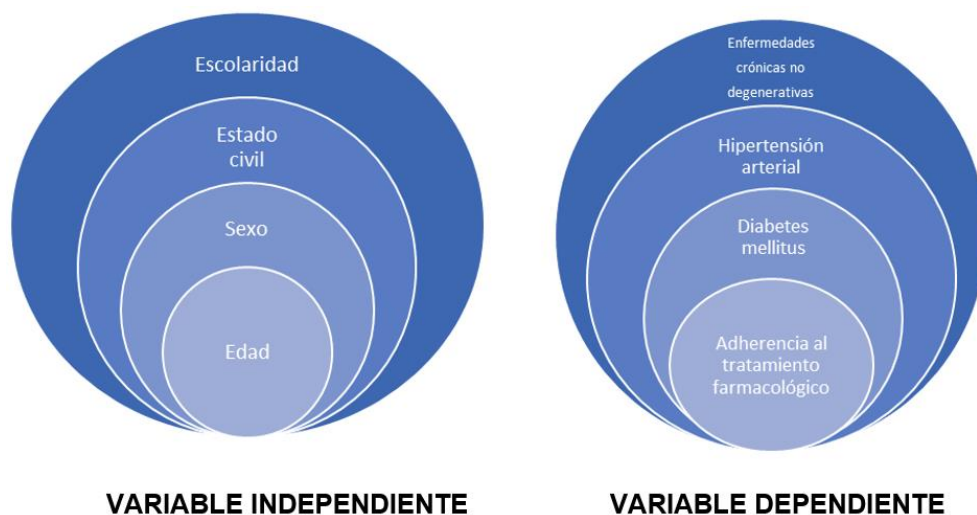 Escolaridad
Estado
civil
Sexo
Edad
VARIABLE INDEPENDIENTE
Enfermedades
crónicas no
degenerativas
Hipertensión
arterial
Diabetes
mellitus
Adherencia al
tratamiento
farmacológico
VARIABLE DEPENDIENTE